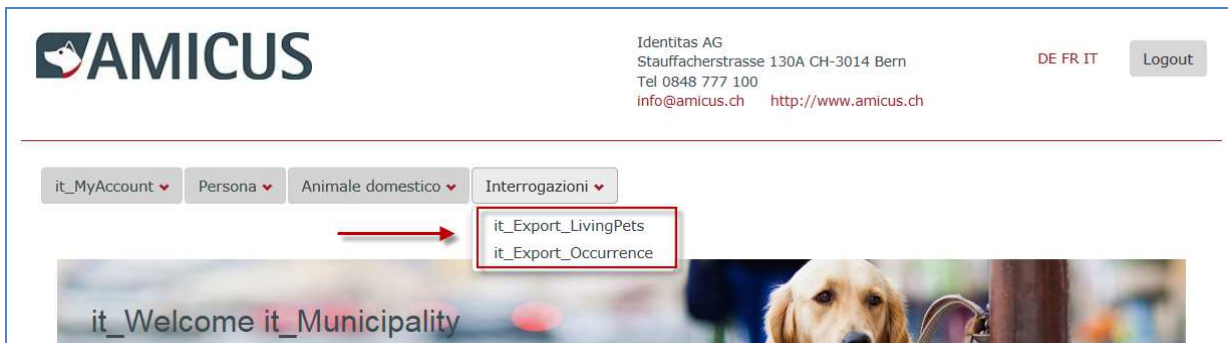 AMICUS
Identitas AG
Stauffacherstrasse 130A CH-3014 Bern
Tel 0848 777 100
info@amicus.ch http://www.amicus.ch
DE FR IT
Logout
it_MyAccount Persona Animale domestico Interrogazioni
it_Export_LivingPets
it_Export_Occurrence
it_Welcome it_Municipality